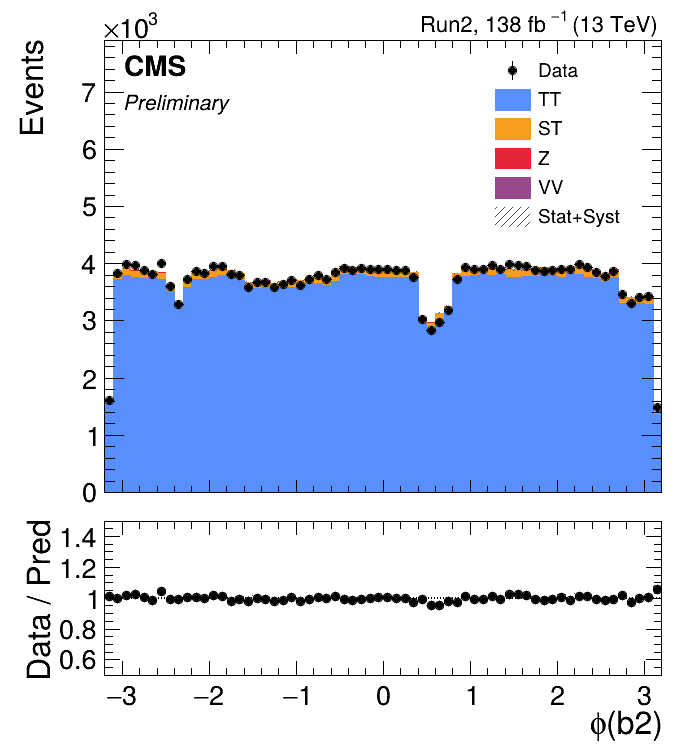 ×10³
Run2, 138 fb⁻¹ (13 TeV)
CMS
Preliminary
Events
Data
TT
ST
Z
VV
Stat+Syst
7
6
5
4
3
2
1
0
Data / Pred
1.4
1.2
1
0.8
0.6
−3 −2 −1 0 1 2 3
ϕ(b2)